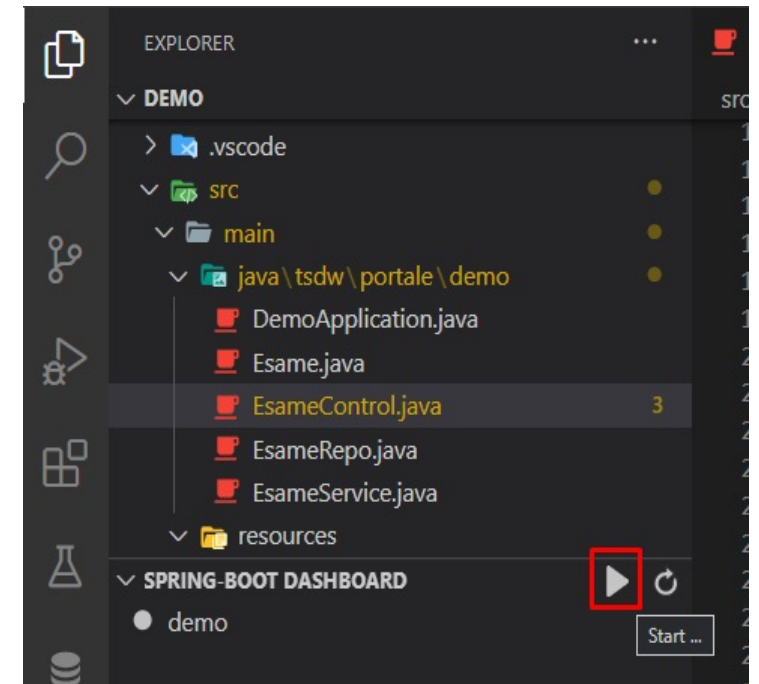 EXPLORER ...
DEMO
src
.vscode
src
main
java\tsdw\portale\demo
DemoApplication.java
Esame.java
EsameControl.java 3
EsameRepo.java
EsameService.java
resources
SPRING-BOOT DASHBOARD
demo
Start ...